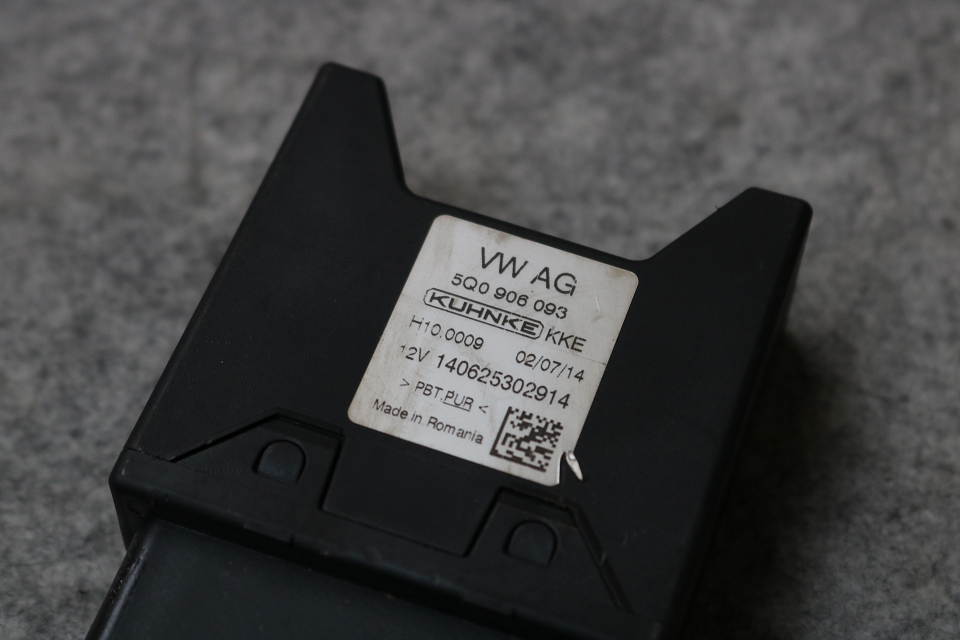 VW AG
5Q0 906 093
KUHNKE KKE
H10.0009 02/07/14
12V 140625302914
> PBT,PUR <
Made in Romania